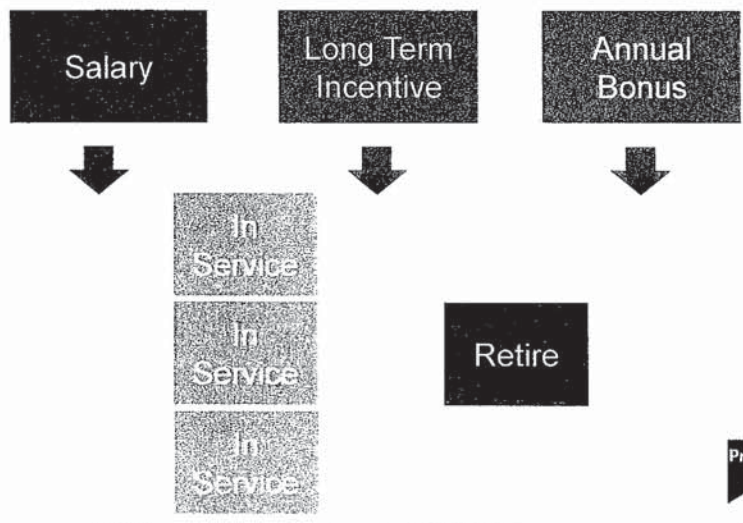 Salary
Long Term
Incentive
Annual
Bonus
In
Service
In
Service
In
Service
Retire